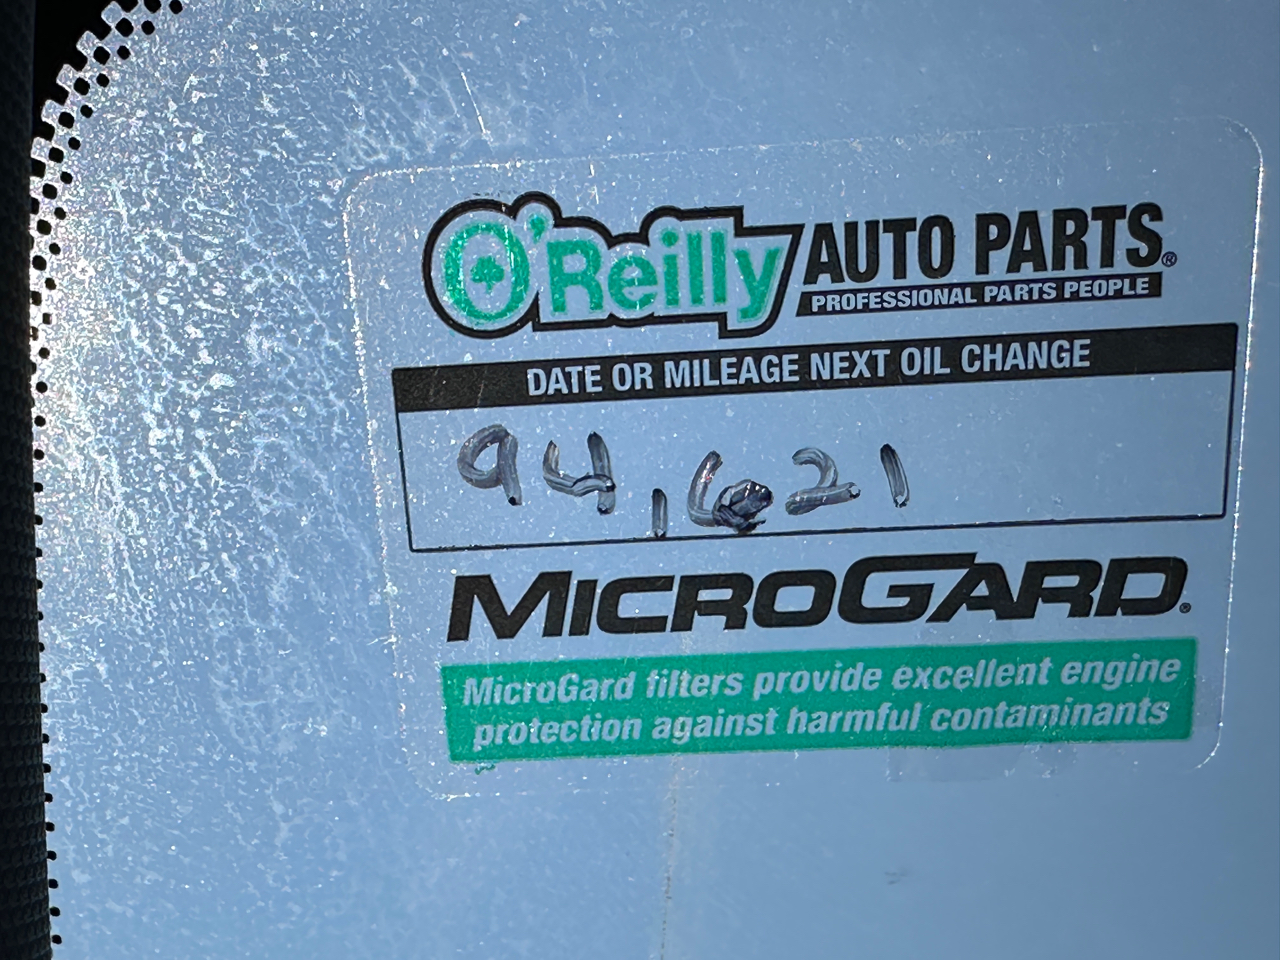 O'Reilly AUTO PARTS®
PROFESSIONAL PARTS PEOPLE
DATE OR MILEAGE NEXT OIL CHANGE
94,621
MICROGARD®
MicroGard filters provide excellent engine
protection against harmful contaminants